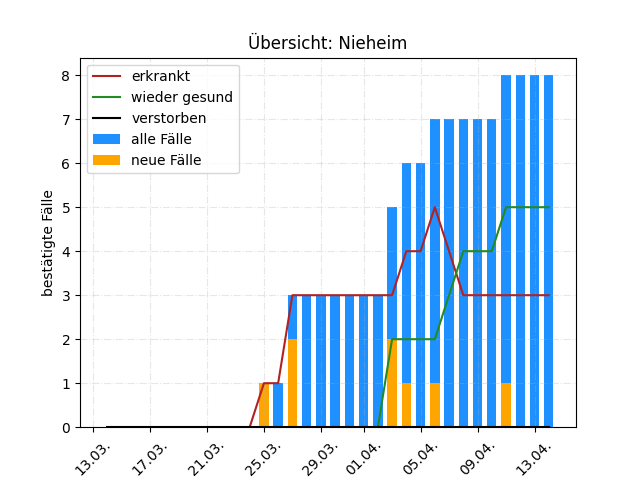 Übersicht: Nieheim
erkrankt
wieder gesund
verstorben
alle Fälle
neue Fälle
bestätigte Fälle
8
7
6
5
4
3
2
1
0
13.03.
17.03.
21.03.
25.03.
29.03.
01.04.
05.04.
09.04.
13.04.